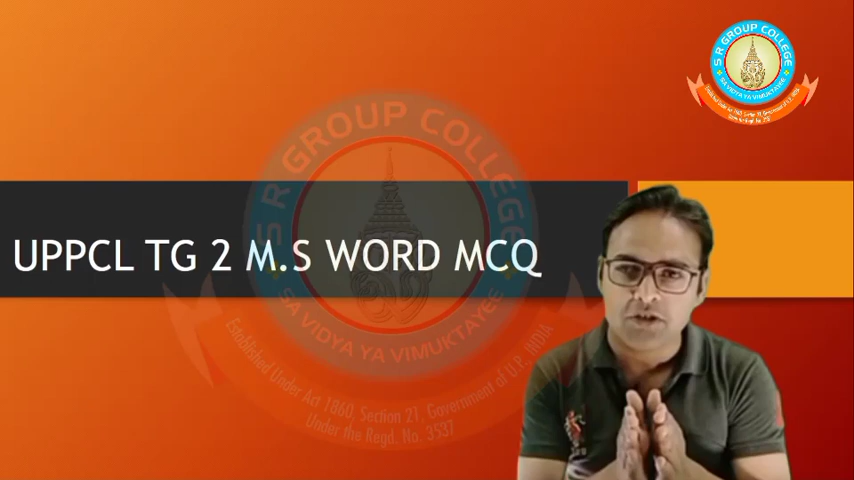 S R GROUP COLLEGE
SA VIDYA YA VIMUKTAYEE
UPPCL TG 2 M.S WORD MCQ
S R GROUP COLLEGE
SA VIDYA YA VIMUKTAYEE
Established Under Act 1860, Section 21, Government of U.P., INDIA
Under the Regd. No. 3537